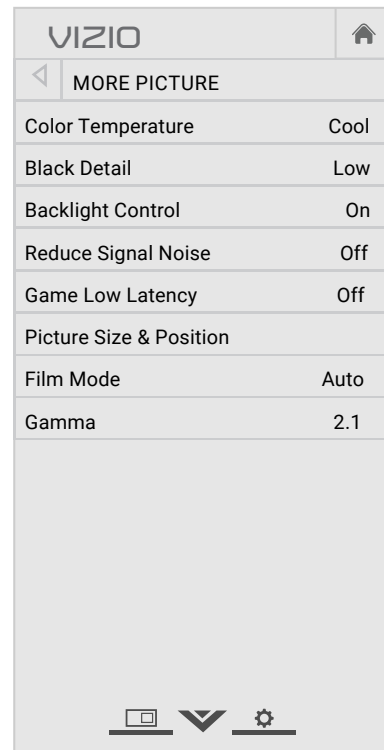 VIZIO
MORE PICTURE
Color Temperature Cool
Black Detail Low
Backlight Control On
Reduce Signal Noise Off
Game Low Latency Off
Picture Size & Position
Film Mode Auto
Gamma 2.1